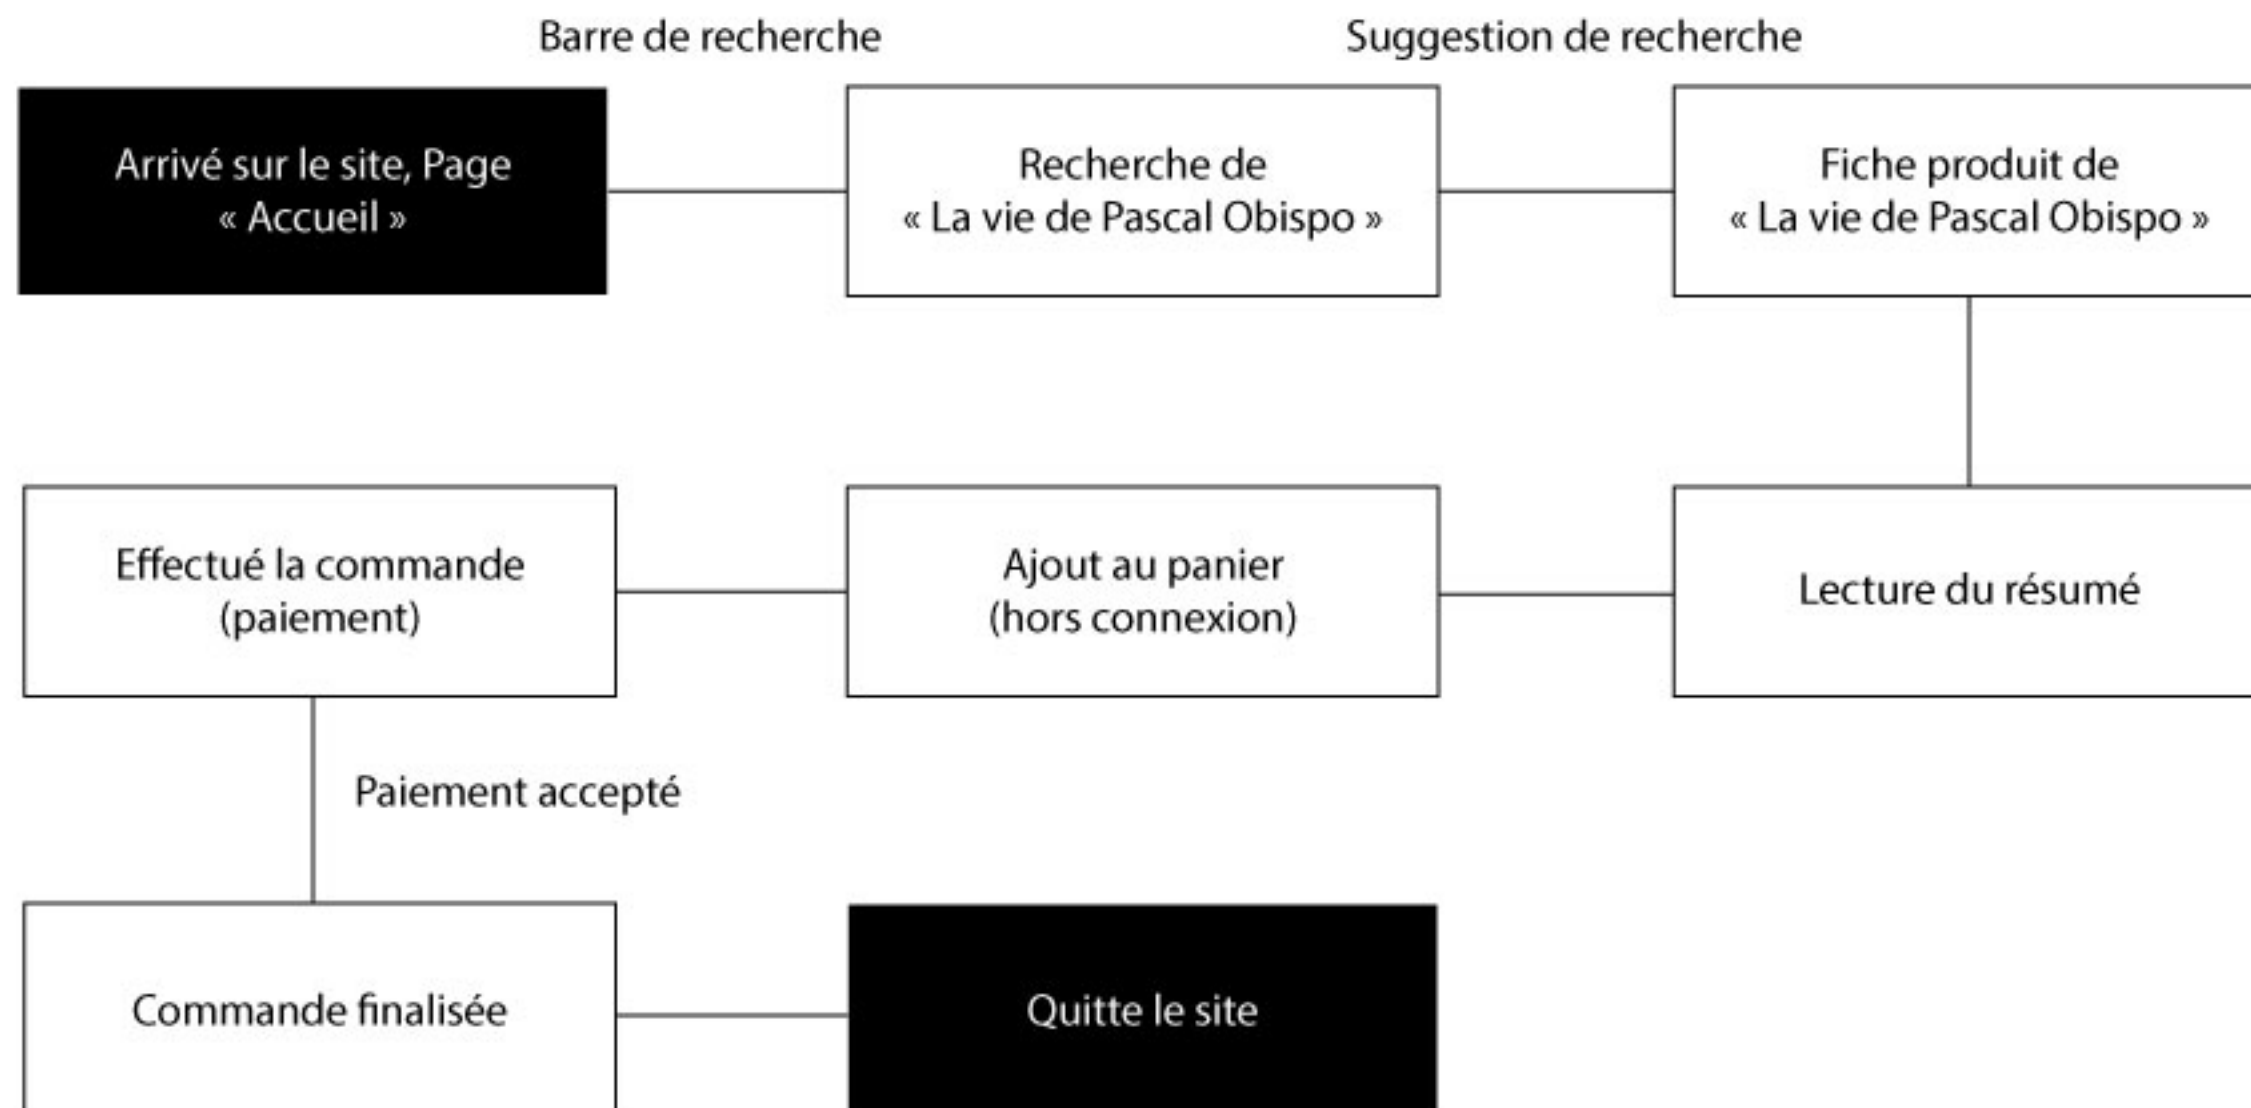 Barre de recherche
Suggestion de recherche
Arrivé sur le site, Page
« Accueil »
Recherche de
« La vie de Pascal Obispo »
Fiche produit de
« La vie de Pascal Obispo »
Effectué la commande
(paiement)
Ajout au panier
(hors connexion)
Lecture du résumé
Paiement accepté
Commande finalisée
Quitte le site